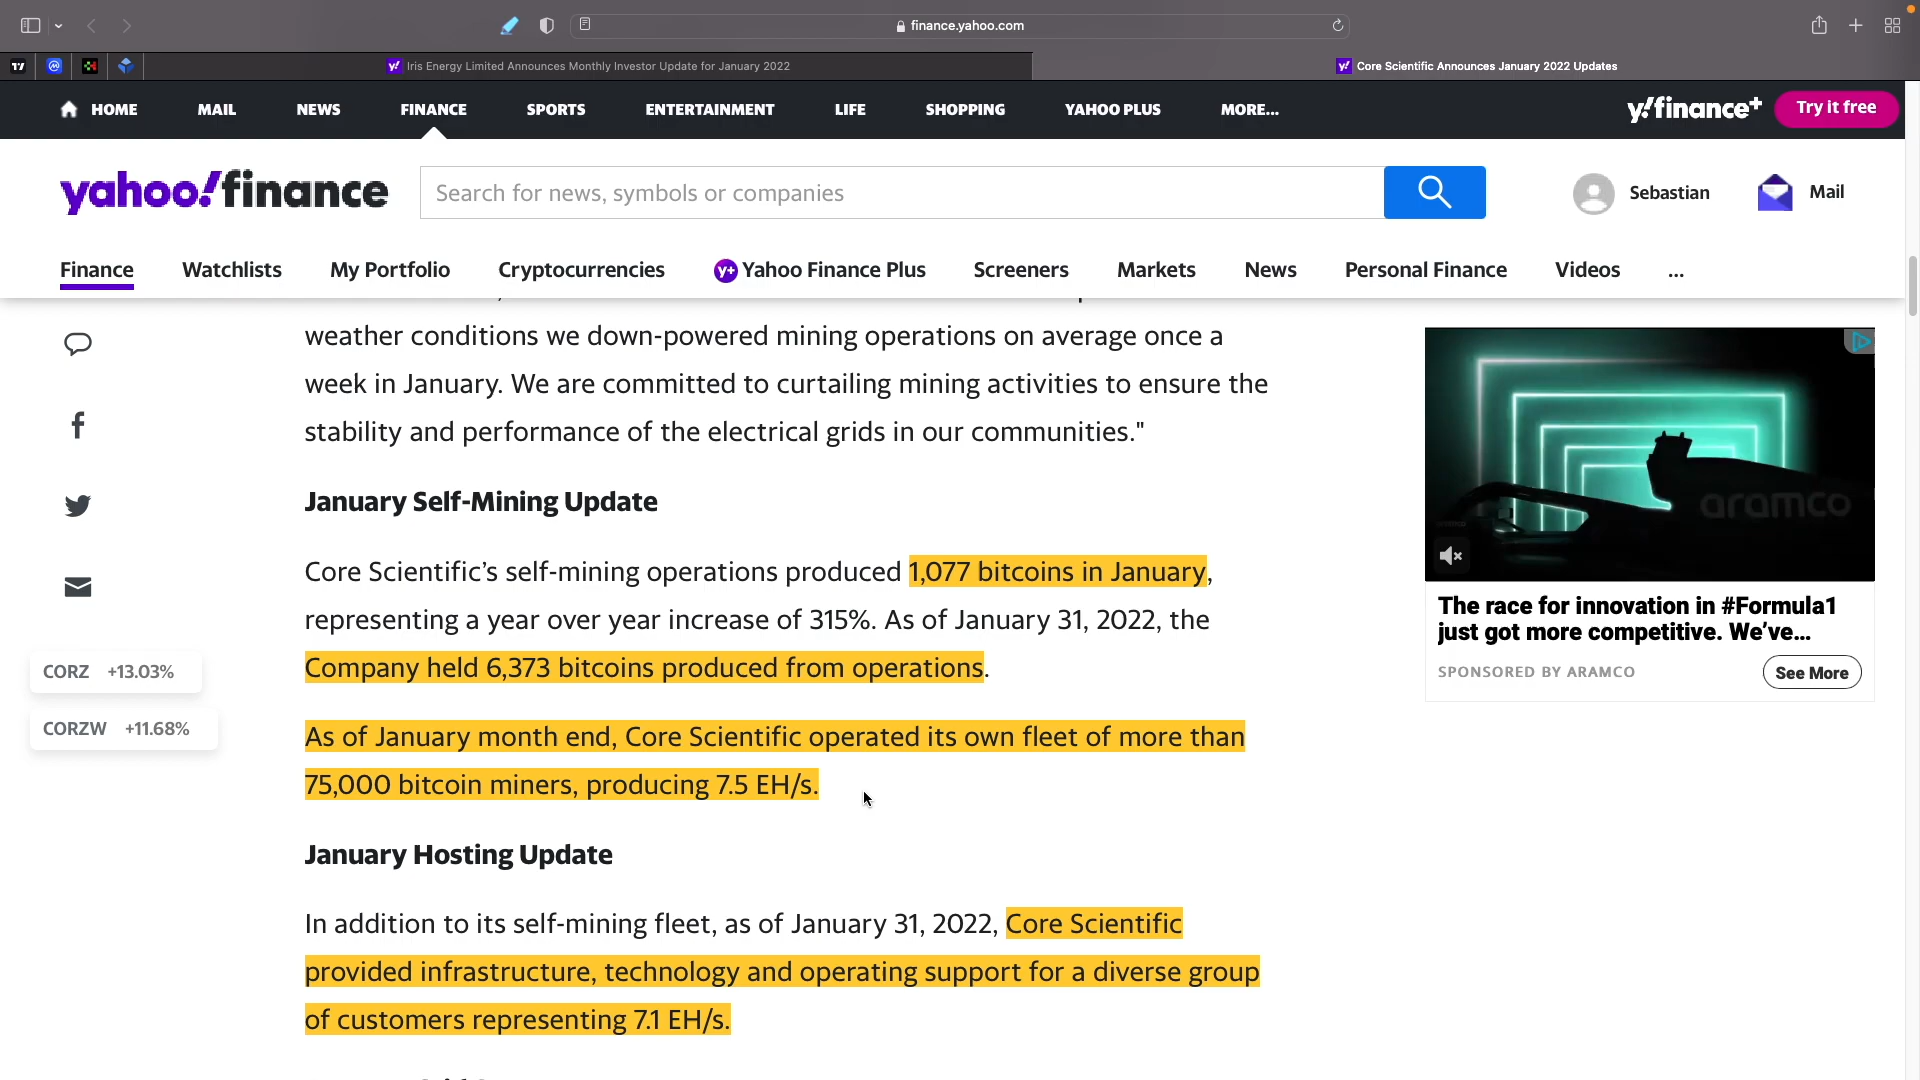 finance.yahoo.com
Iris Energy Limited Announces Monthly Investor Update for January 2022
Core Scientific Announces January 2022 Updates
HOME MAIL NEWS FINANCE SPORTS ENTERTAINMENT LIFE SHOPPING YAHOO PLUS MORE...
y!finance+ Try it free
yahoo!finance
Search for news, symbols or companies
Sebastian Mail
Finance Watchlists My Portfolio Cryptocurrencies y+ Yahoo Finance Plus Screeners Markets News Personal Finance Videos ...
weather conditions we down-powered mining operations on average once a
week in January. We are committed to curtailing mining activities to ensure the
stability and performance of the electrical grids in our communities."
January Self-Mining Update
Core Scientific’s self-mining operations produced 1,077 bitcoins in January,
representing a year over year increase of 315%. As of January 31, 2022, the
Company held 6,373 bitcoins produced from operations.
As of January month end, Core Scientific operated its own fleet of more than
75,000 bitcoin miners, producing 7.5 EH/s.
January Hosting Update
In addition to its self-mining fleet, as of January 31, 2022, Core Scientific
provided infrastructure, technology and operating support for a diverse group
of customers representing 7.1 EH/s.
CORZ +13.03%
CORZW +11.68%
aramco
The race for innovation in #Formula1
just got more competitive. We’ve...
SPONSORED BY ARAMCO
See More